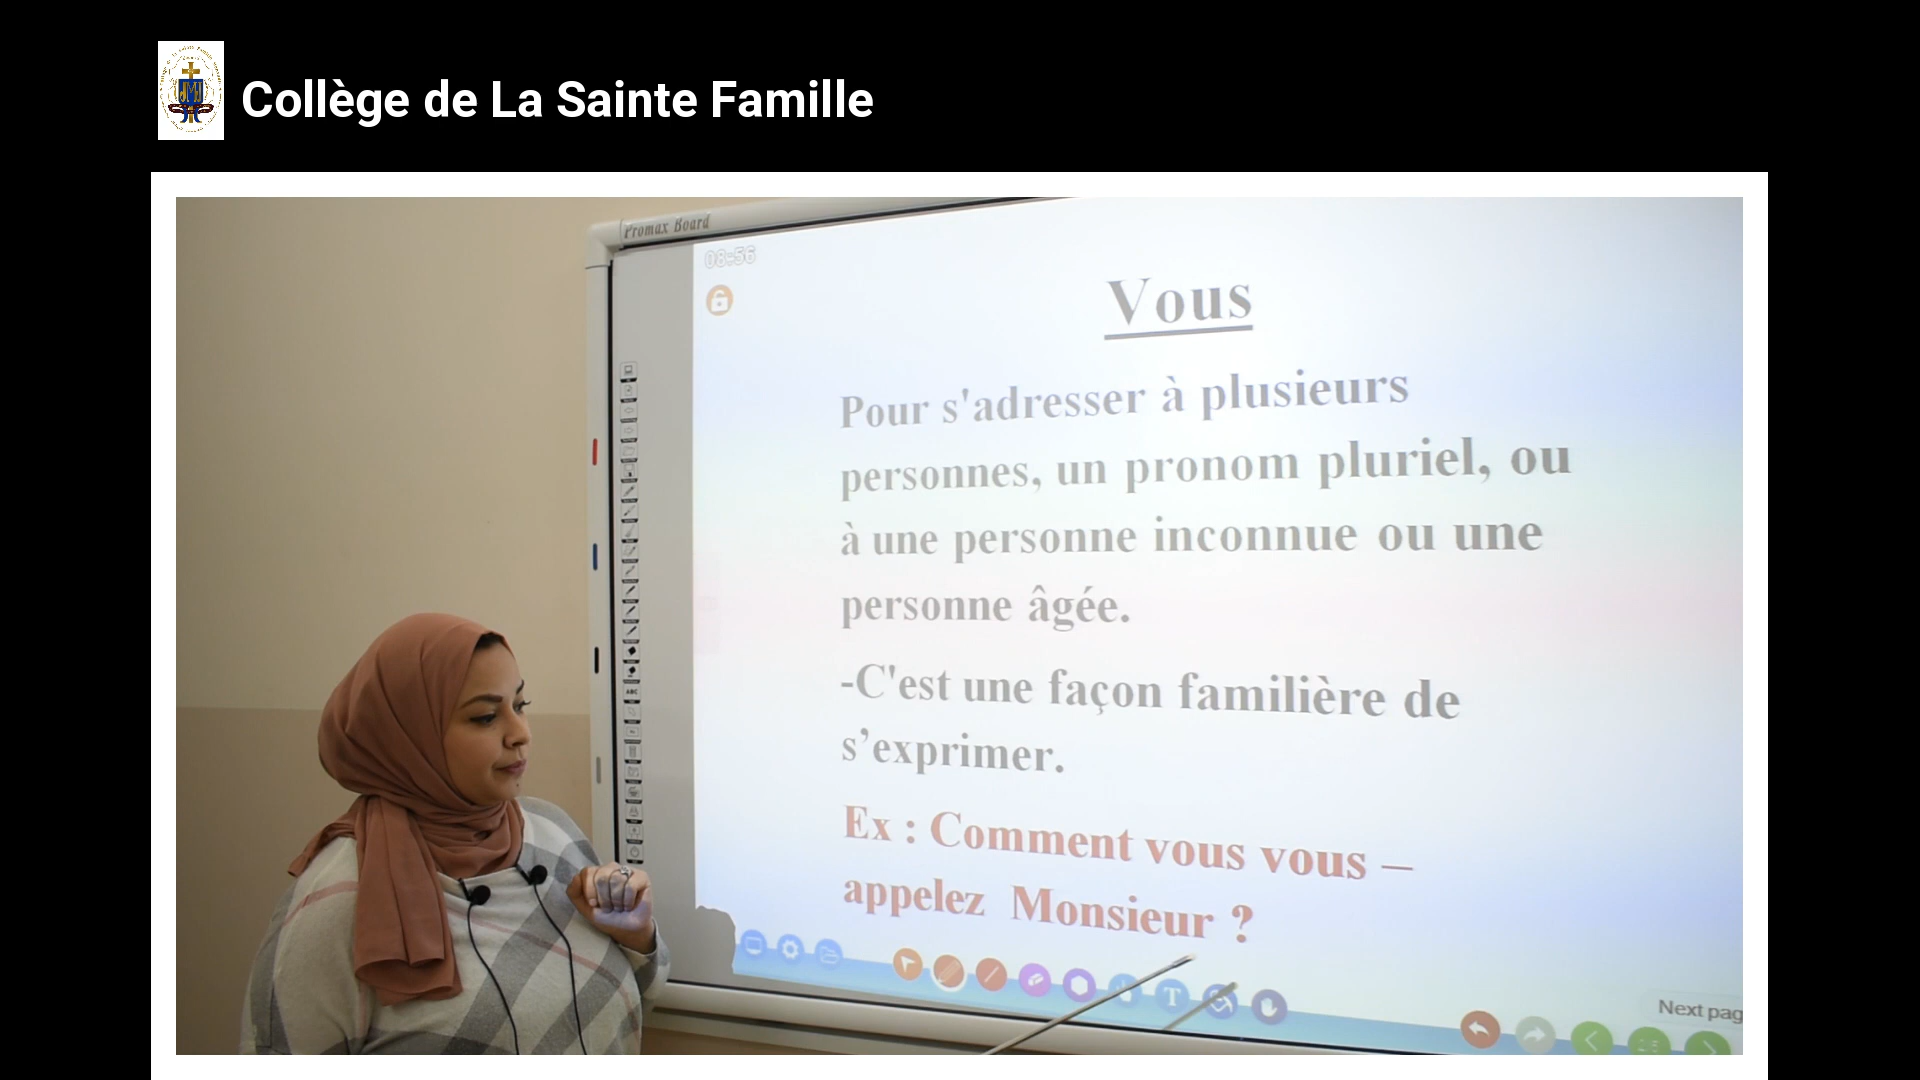 Collège de La Sainte Famille
Promax Board
08:56
Vous
Pour s'adresser à plusieurs
personnes, un pronom pluriel, ou
à une personne inconnue ou une
personne âgée.
-C'est une façon familière de
s’exprimer.
Ex : Comment vous vous –
appelez Monsieur ?
ABC
T
Next pag